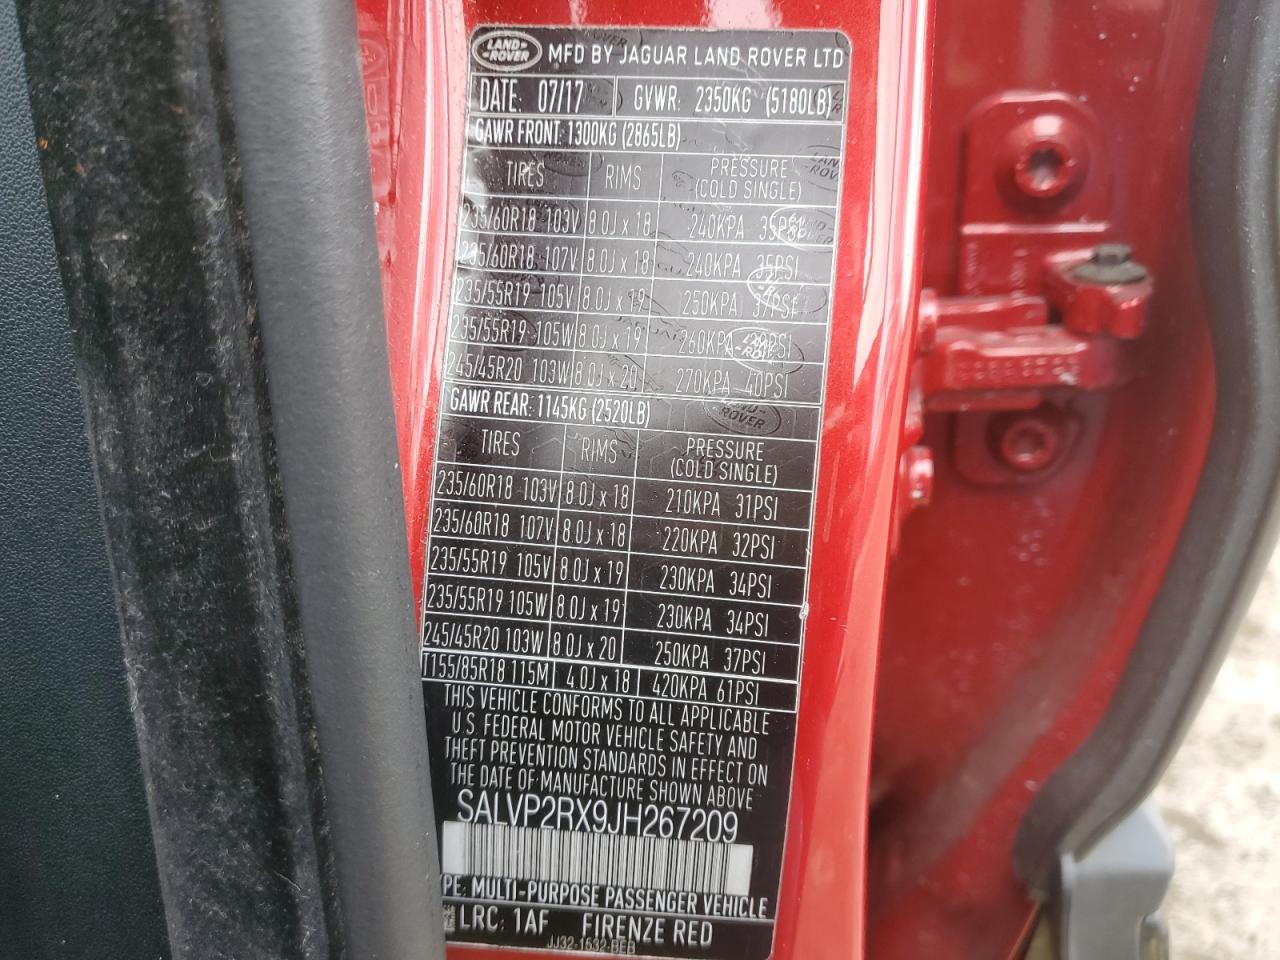 LAND-
-ROVER
MFD BY JAGUAR LAND ROVER LTD
DATE: 07/17 GVWR: 2350KG (5180LB)
GAWR FRONT: 1300KG (2865LB)
TIRES RIMS PRESSURE
(COLD SINGLE)
235/60R18 103V 8.0J x 18 240KPA 35PSI
235/60R18 107V 8.0J x 18 240KPA 35PSI
235/55R19 105V 8.0J x 19 250KPA 37PSI
235/55R19 105W 8.0J x 19 260KPA
245/45R20 103W 8.0J x 20 270KPA 40PSI
GAWR REAR: 1145KG (2520LB)
TIRES RIMS PRESSURE
(COLD SINGLE)
235/60R18 103V 8.0J x 18 210KPA 31PSI
235/60R18 107V 8.0J x 18 220KPA 32PSI
235/55R19 105V 8.0J x 19 230KPA 34PSI
235/55R19 105W 8.0J x 19 230KPA 34PSI
245/45R20 103W 8.0J x 20 250KPA 37PSI
T155/85R18 115M 4.0J x 18 420KPA 61PSI
THIS VEHICLE CONFORMS TO ALL APPLICABLE
U.S. FEDERAL MOTOR VEHICLE SAFETY AND
THEFT PREVENTION STANDARDS IN EFFECT ON
THE DATE OF MANUFACTURE SHOWN ABOVE
SALVP2RX9JH267209
PE: MULTI-PURPOSE PASSENGER VEHICLE
LRC: 1AF FIRENZE RED
JJ32-1532-BEB